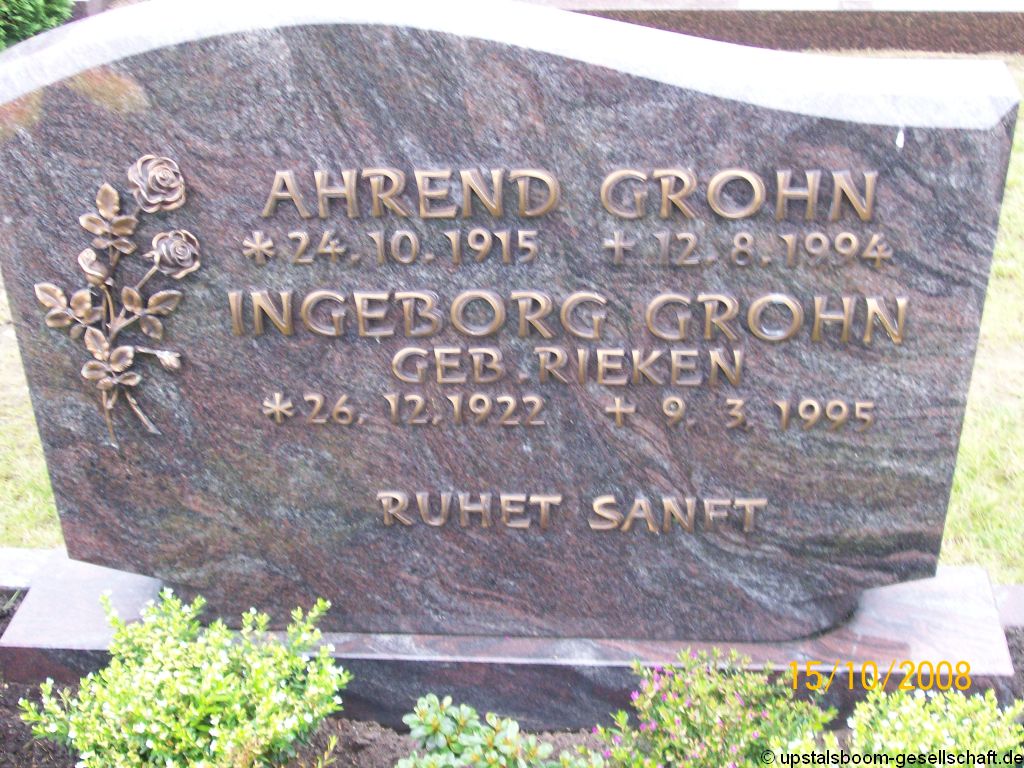 AHREND GROHN
* 24.10.1915 + 12.8.1994
INGEBORG GROHN
GEB. RIEKEN
* 26.12.1922 + 9.3.1995
RUHET SANFT
15/10/2008
© upstalsboom-gesellschaft.de